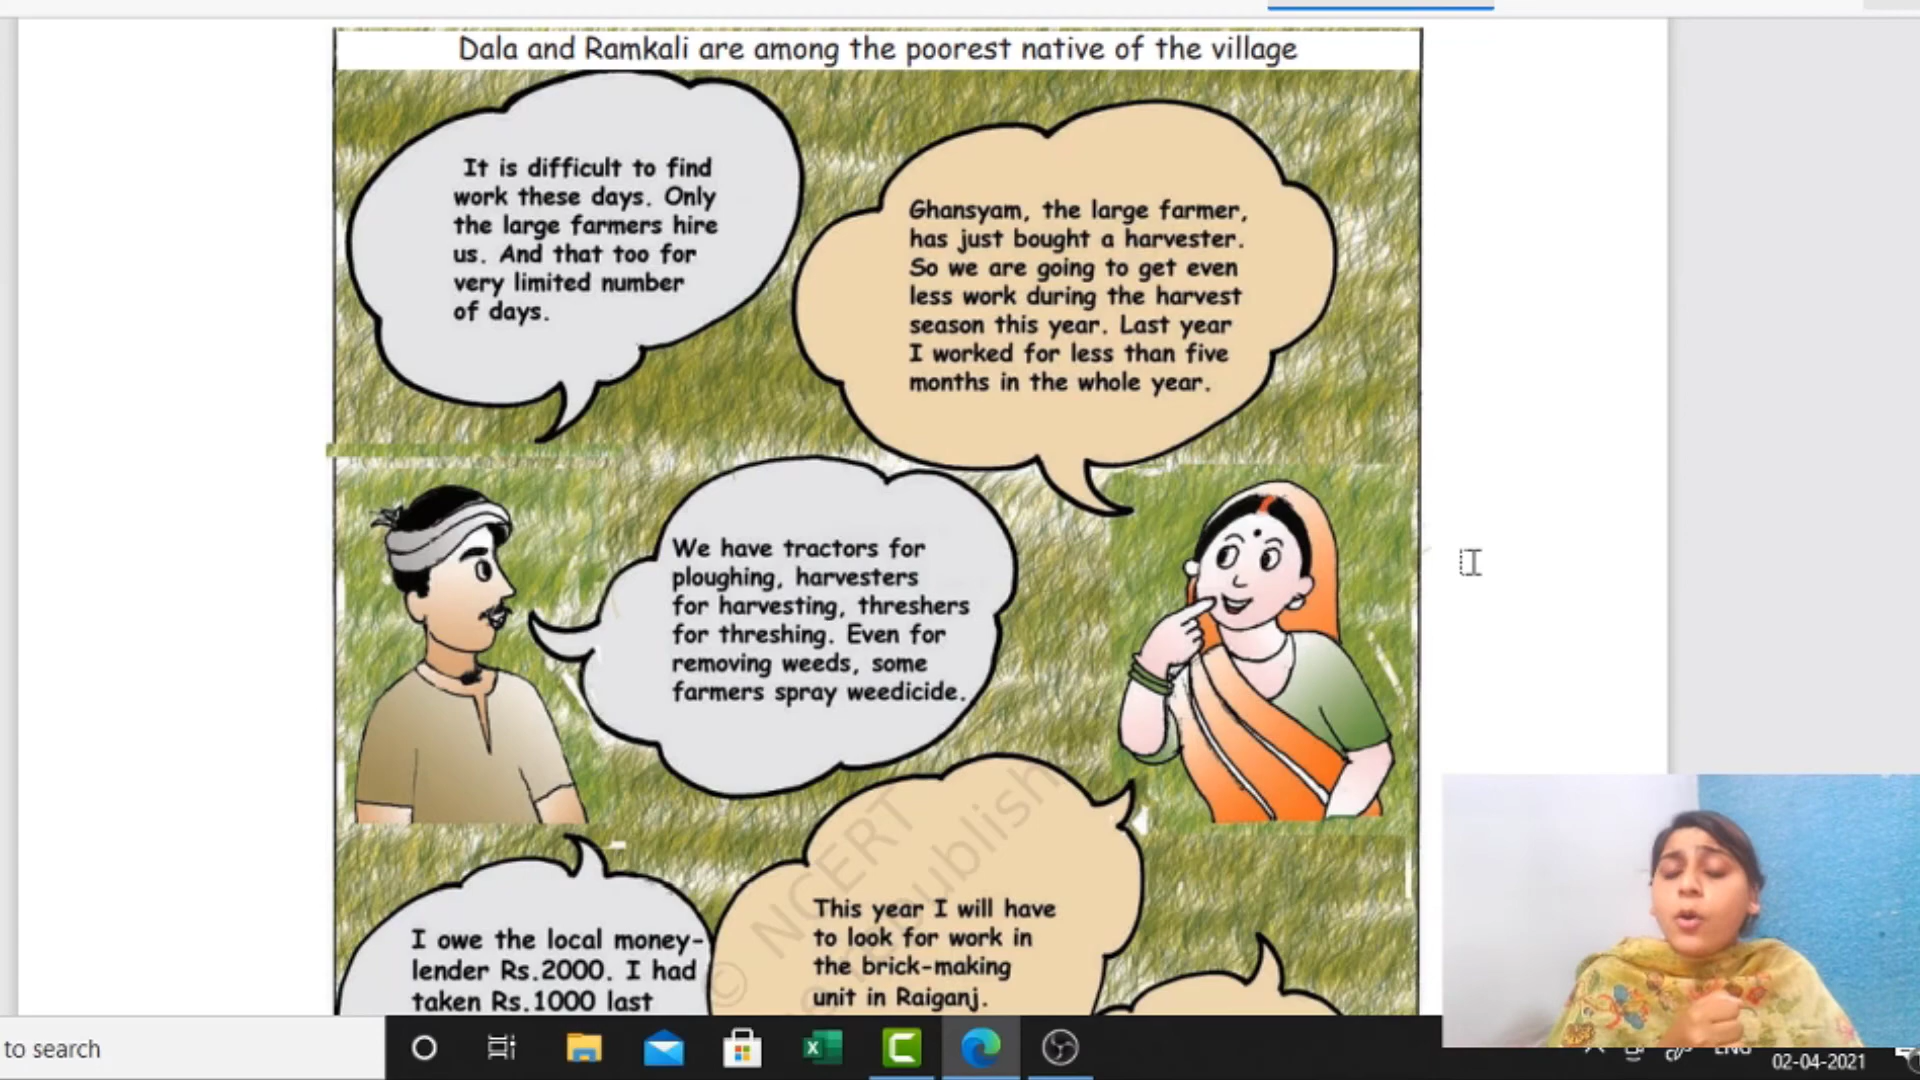 Dala and Ramkali are among the poorest native of the village
It is difficult to find
work these days. Only
the large farmers hire
us. And that too for
very limited number
of days.
Ghansyam, the large farmer,
has just bought a harvester.
So we are going to get even
less work during the harvest
season this year. Last year
I worked for less than five
months in the whole year.
We have tractors for
ploughing, harvesters
for harvesting, threshers
for threshing. Even for
removing weeds, some
farmers spray weedicide.
I owe the local money-
lender Rs.2000. I had
taken Rs.1000 last
This year I will have
to look for work in
the brick-making
unit in Raiganj.
© NCERT
to search
ENG
02-04-2021